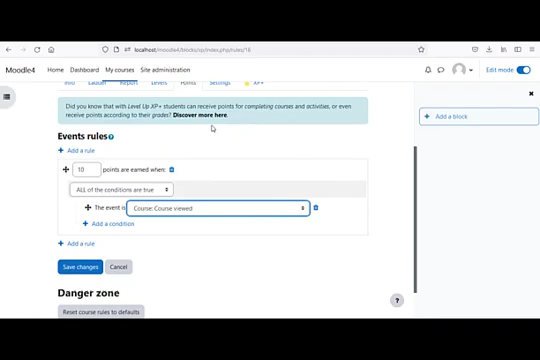 localhost/moodle4/blocks/xp/index.php/rules/16
Moodle4 Home Dashboard My courses Site administration Edit mode
Info Ladder Report Levels Points Settings XP+
Did you know that with Level Up XP+ students can receive points for completing courses and activities, or even
receive points according to their grades? Discover more here.
Add a block
Events rules
Add a rule
10 points are earned when:
ALL of the conditions are true
The event is Course: Course viewed
Add a condition
Add a rule
Save changes Cancel
?
Danger zone
Reset course rules to defaults